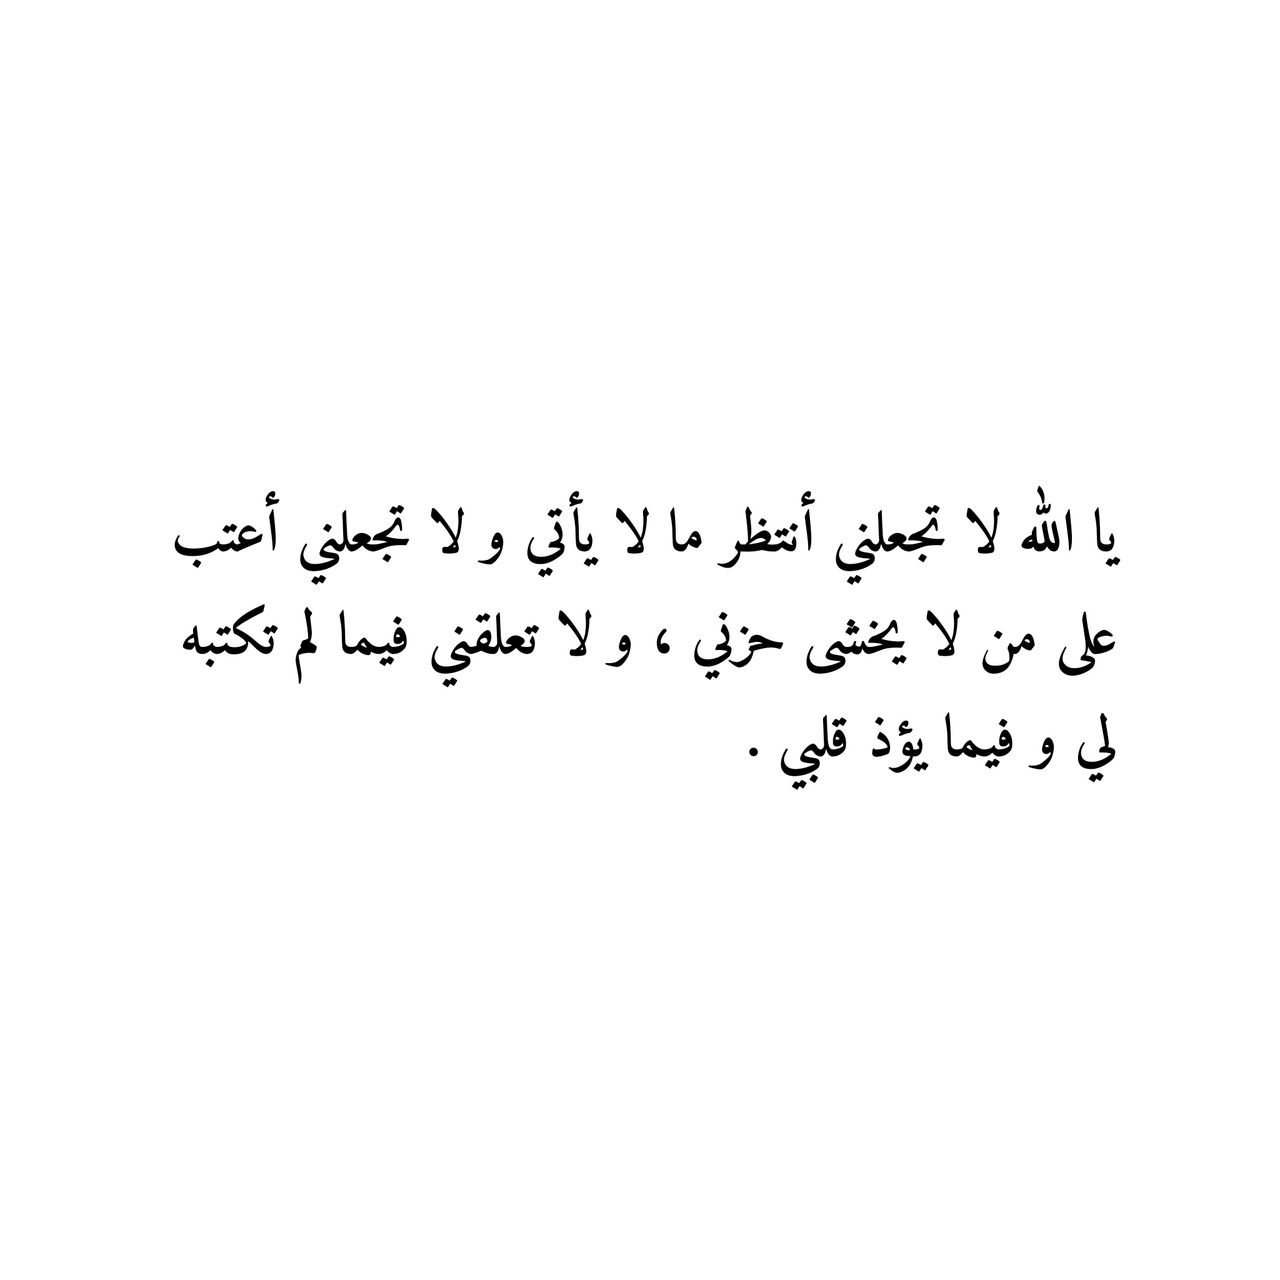 يا الله لا تجعلني أنتظر ما لا يأتي و لا تجعلني أعتب
على من لا يخشى حزني ، و لا تعلقني فيما لم تكتبه
لي و فيما يؤذ قلبي .